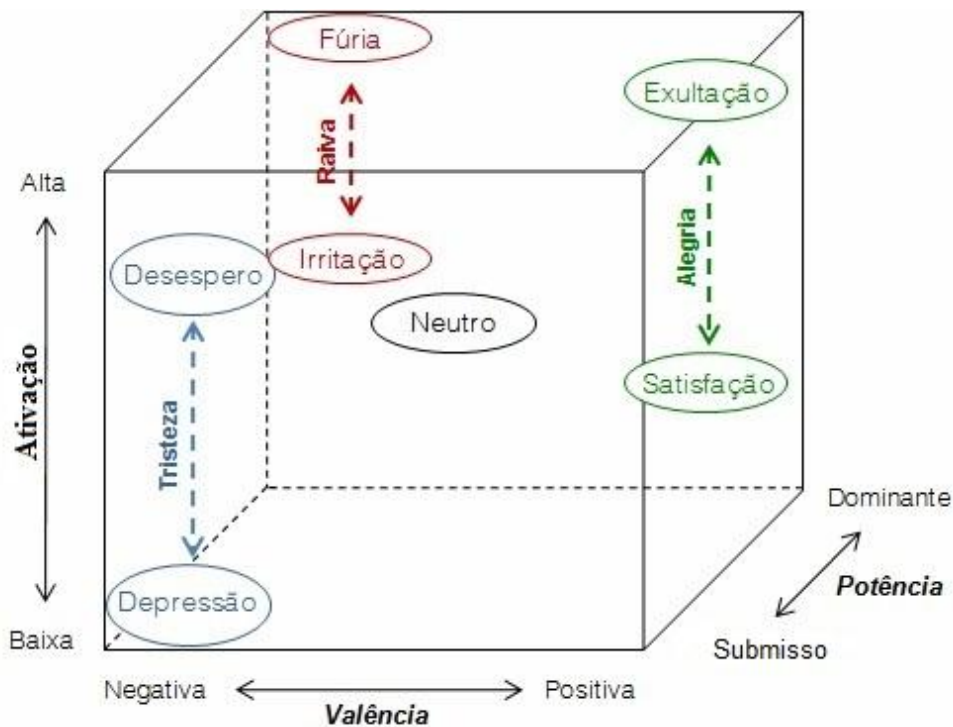 Fúria
Exultação
Raiva
Alta
Alegria
Desespero
Irritação
Neutro
Satisfação
Ativação
Tristeza
Dominante
Potência
Depressão
Baixa
Submisso
Negativa
Positiva
Valência